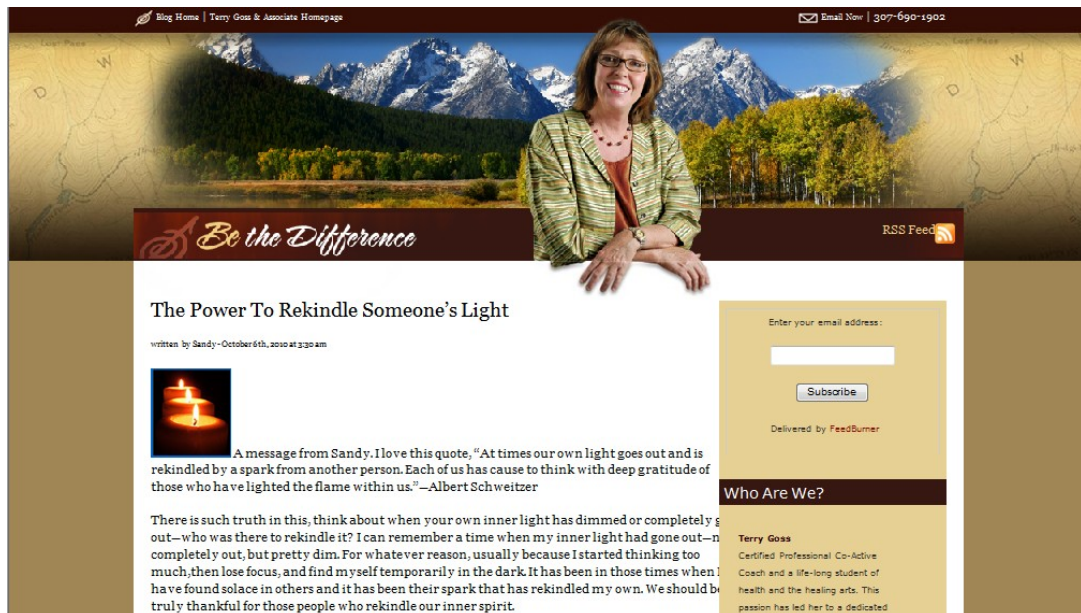 Blog Home | Terry Goss & Associate Homepage
Email Now | 307-690-1902
Be the Difference
RSS Feed
The Power To Rekindle Someone's Light
written by Sandy - October 6th, 2010 at 3:30 am
A message from Sandy. I love this quote, “At times our own light goes out and is
rekindled by a spark from another person. Each of us has cause to think with deep gratitude of
those who have lighted the flame within us.”—Albert Schweitzer
There is such truth in this, think about when your own inner light has dimmed or completely g
out—who was there to rekindle it? I can remember a time when my inner light had gone out—n
completely out, but pretty dim. For whatever reason, usually because I started thinking too
much,then lose focus, and find myself temporarily in the dark. It has been in those times when I
have found solace in others and it has been their spark that has rekindled my own. We should be
truly thankful for those people who rekindle our inner spirit.
Enter your email address:
Subscribe
Delivered by FeedBurner
Who Are We?
Terry Goss
Certified Professional Co-Active
Coach and a life-long student of
health and the healing arts. This
passion has led her to a dedicated